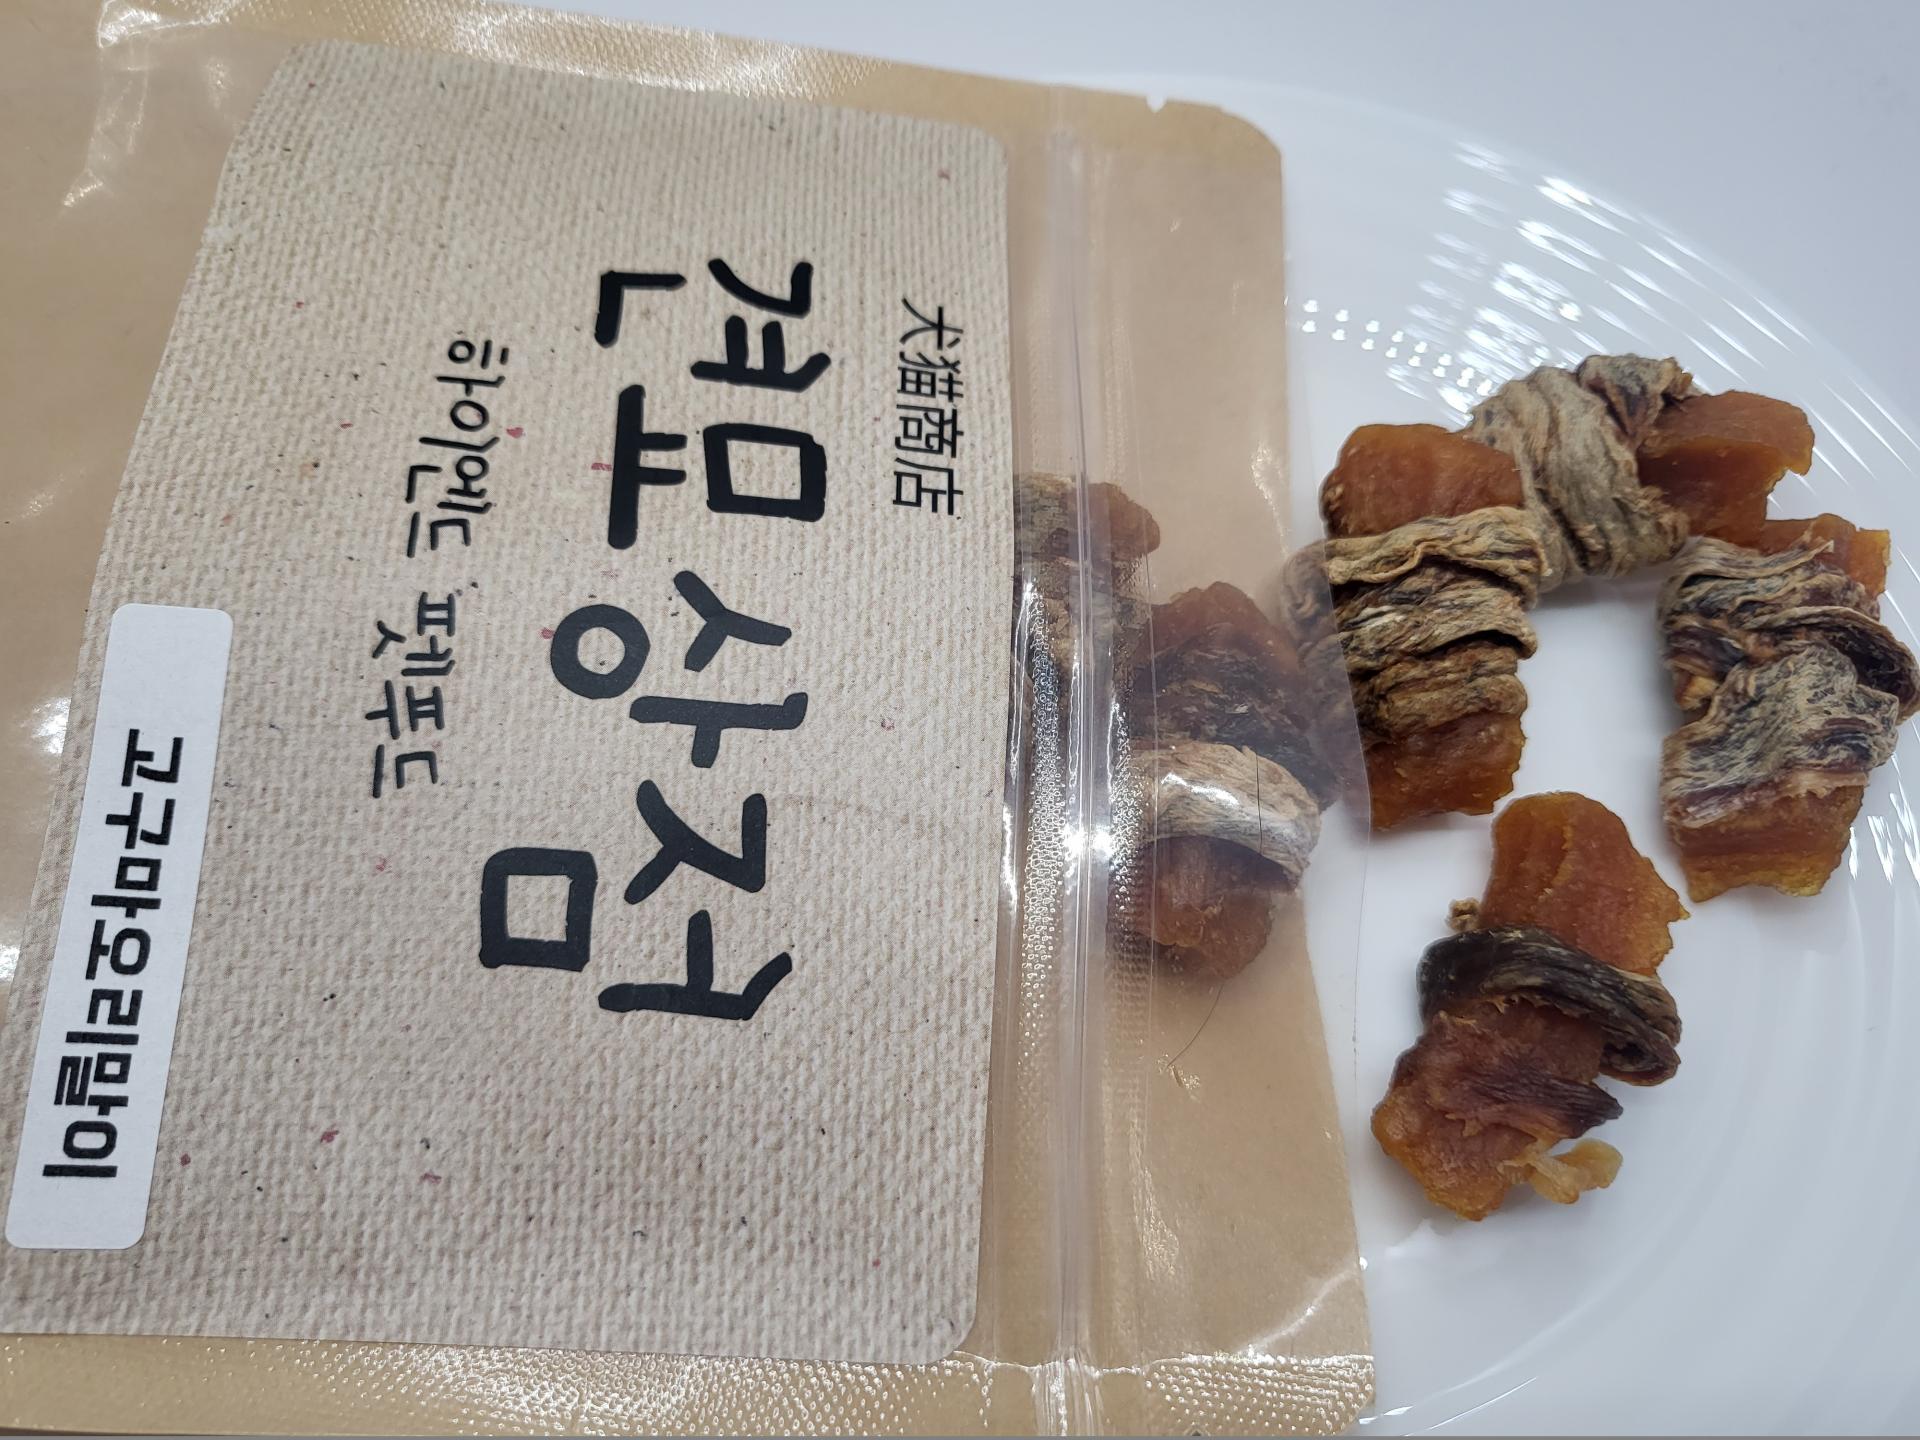 犬猫商店
견묘상점
하이엔드 펫푸드
고구마오리말이